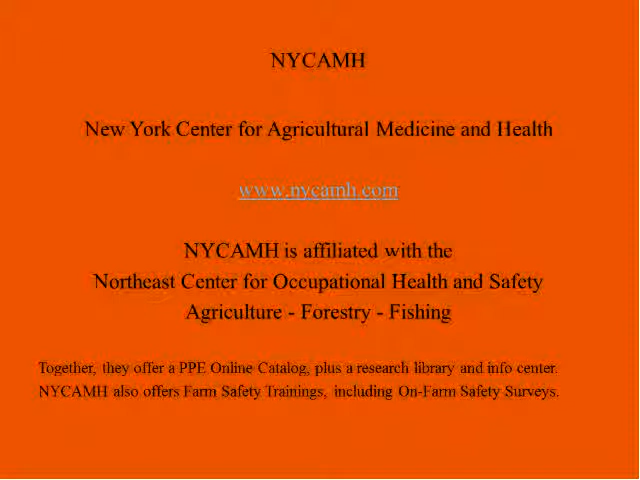 NYCAMH
New York Center for Agricultural Medicine and Health
www.nycamh.com
NYCAMH is affiliated with the
Northeast Center for Occupational Health and Safety
Agriculture - Forestry - Fishing
Together, they offer a PPE Online Catalog, plus a research library and info center.
NYCAMH also offers Farm Safety Trainings, including On-Farm Safety Surveys.